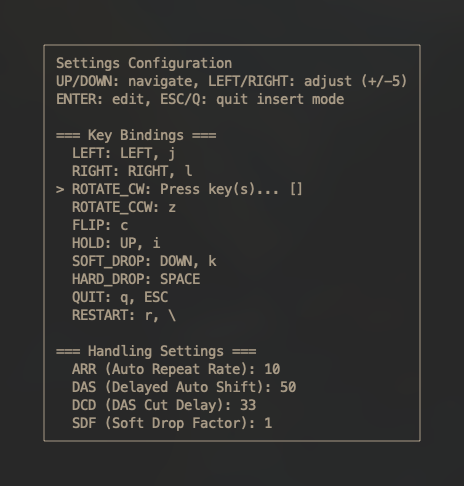 Settings Configuration
UP/DOWN: navigate, LEFT/RIGHT: adjust (+/-5)
ENTER: edit, ESC/Q: quit insert mode
=== Key Bindings ===
LEFT: LEFT, j
RIGHT: RIGHT, l
> ROTATE_CW: Press key(s)... []
ROTATE_CCW: z
FLIP: c
HOLD: UP, i
SOFT_DROP: DOWN, k
HARD_DROP: SPACE
QUIT: q, ESC
RESTART: r, \
=== Handling Settings ===
ARR (Auto Repeat Rate): 10
DAS (Delayed Auto Shift): 50
DCD (DAS Cut Delay): 33
SDF (Soft Drop Factor): 1